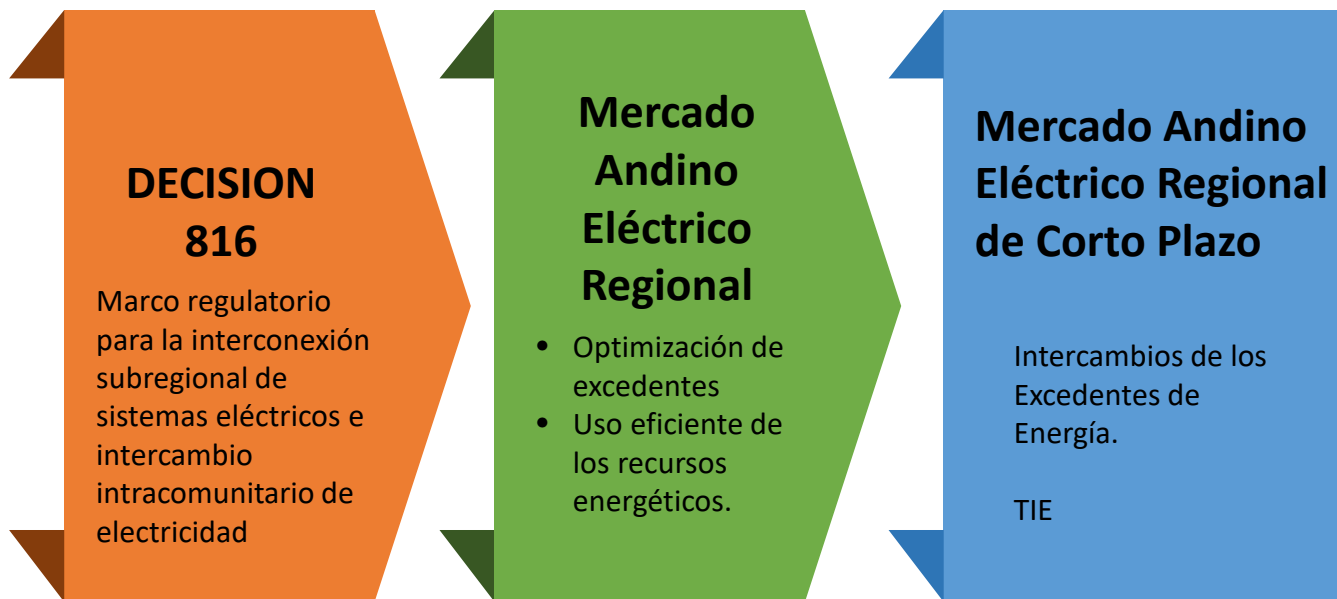 DECISION
816
Marco regulatorio
para la interconexión
subregional de
sistemas eléctricos e
intercambio
intracomunitario de
electricidad
Mercado
Andino
Eléctrico
Regional
• Optimización de
excedentes
• Uso eficiente de
los recursos
energéticos.
Mercado Andino
Eléctrico Regional
de Corto Plazo
Intercambios de los
Excedentes de
Energía.
TIE